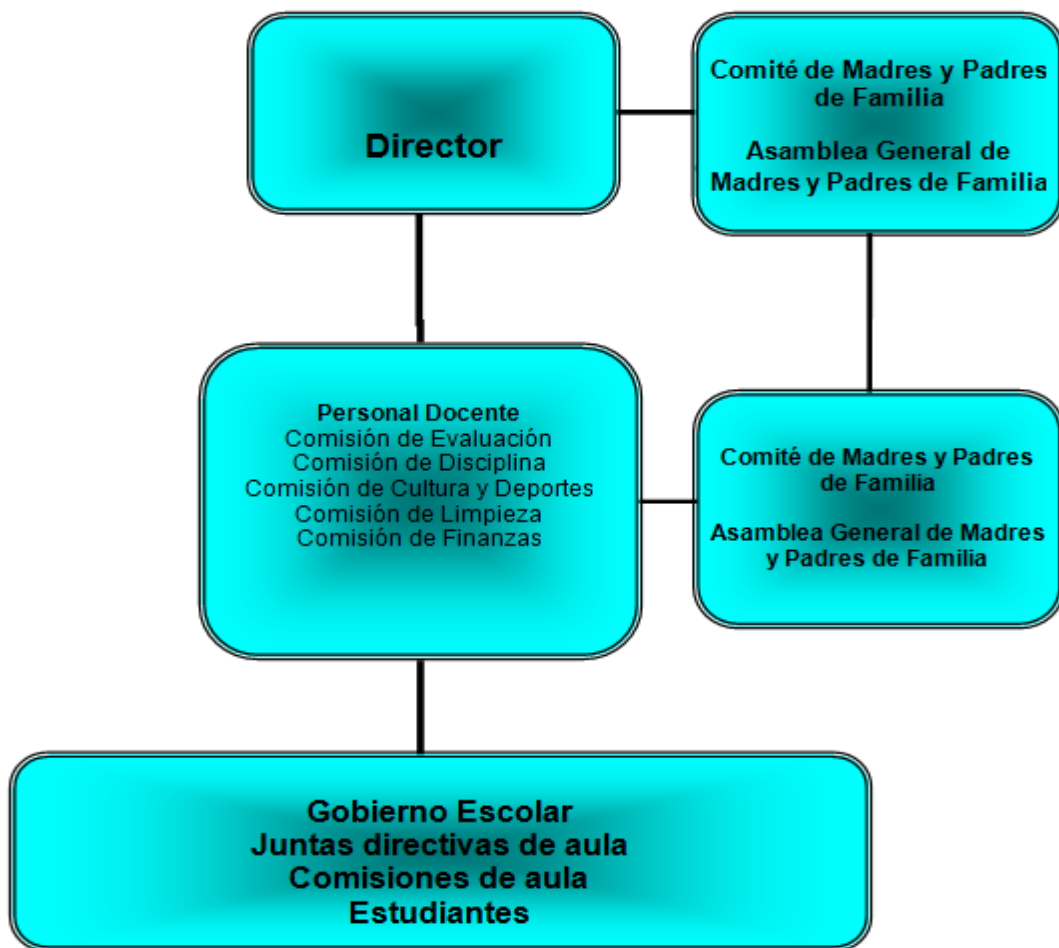 Director
Comité de Madres y Padres
de Familia
Asamblea General de
Madres y Padres de Familia
Personal Docente
Comisión de Evaluación
Comisión de Disciplina
Comisión de Cultura y Deportes
Comisión de Limpieza
Comisión de Finanzas
Comité de Madres y Padres
de Familia
Asamblea General de Madres
y Padres de Familia
Gobierno Escolar
Juntas directivas de aula
Comisiones de aula
Estudiantes